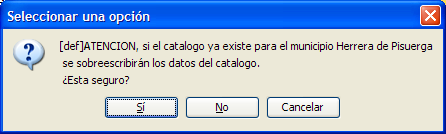 Seleccionar una opción
[def]ATENCION, si el catalogo ya existe para el municipio Herrera de Pisuerga
se sobreescribirán los datos del catalogo.
¿Esta seguro?
Sí No Cancelar